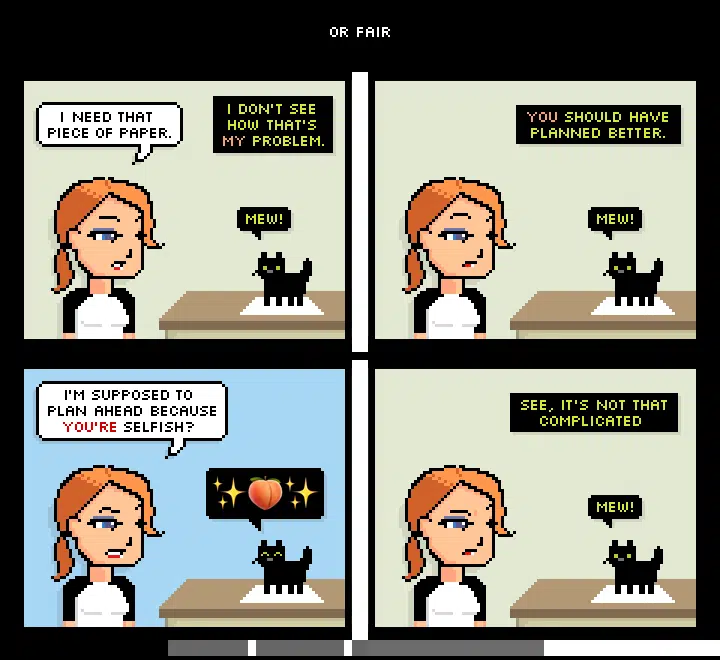 OR FAIR
I NEED THAT
PIECE OF PAPER.
I DON'T SEE
HOW THAT'S
MY PROBLEM.
MEW!
YOU SHOULD HAVE
PLANNED BETTER.
MEW!
I'M SUPPOSED TO
PLAN AHEAD BECAUSE
YOU'RE SELFISH?
SEE, IT'S NOT THAT
COMPLICATED
MEW!